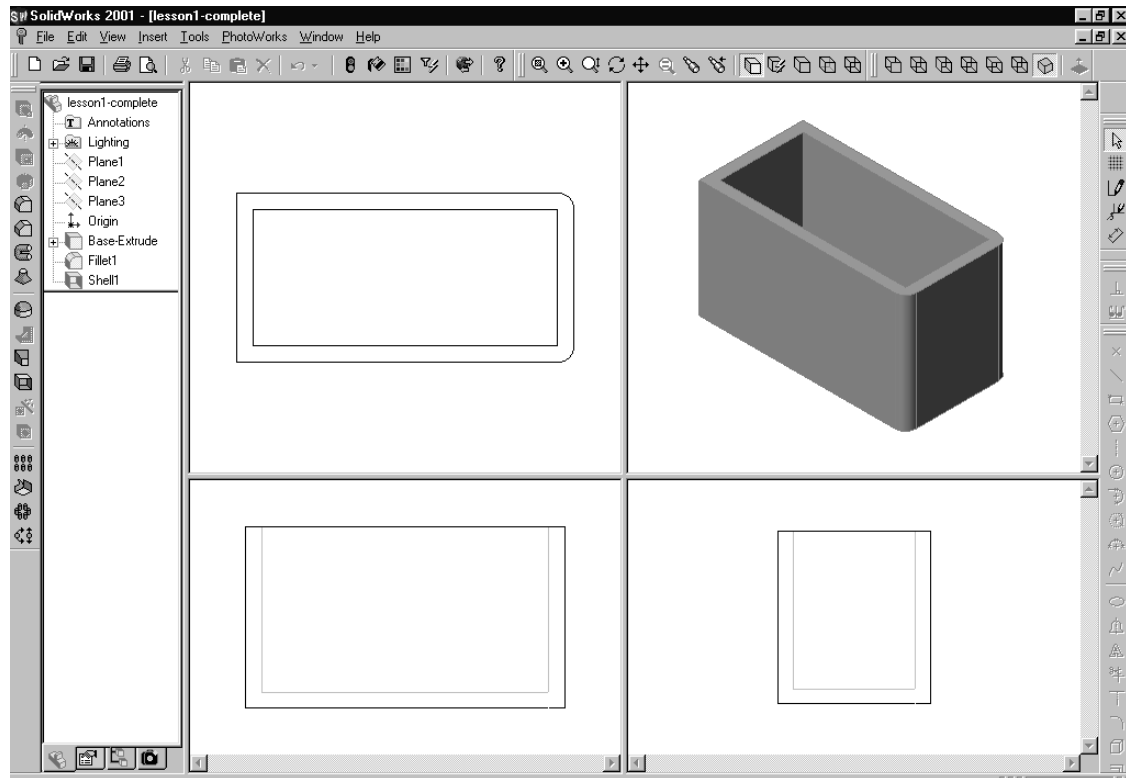 SW SolidWorks 2001 - [lesson1-complete]
File Edit View Insert Tools PhotoWorks Window Help
lesson1-complete
Annotations
Lighting
Plane1
Plane2
Plane3
Origin
Base-Extrude
Fillet1
Shell1